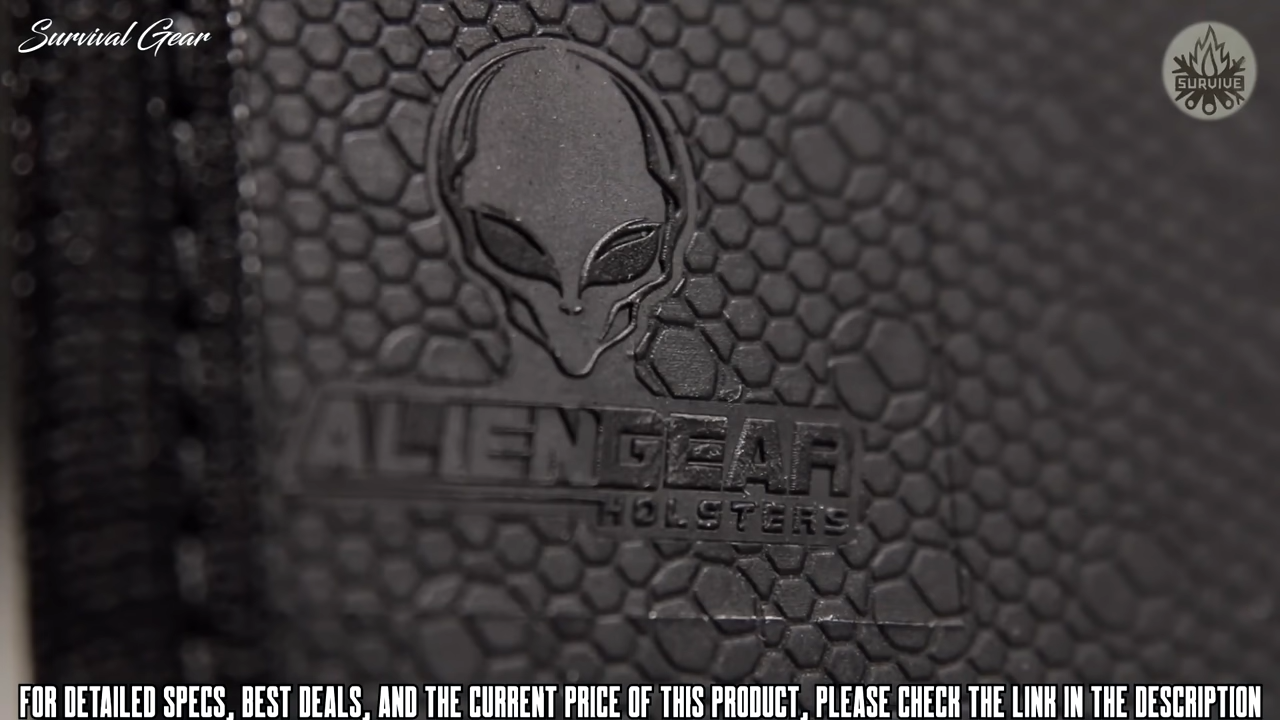 Survival Gear
SURVIVE
ALIENGEAR
HOLSTERS
FOR DETAILED SPECS, BEST DEALS, AND THE CURRENT PRICE OF THIS PRODUCT, PLEASE CHECK THE LINK IN THE DESCRIPTION